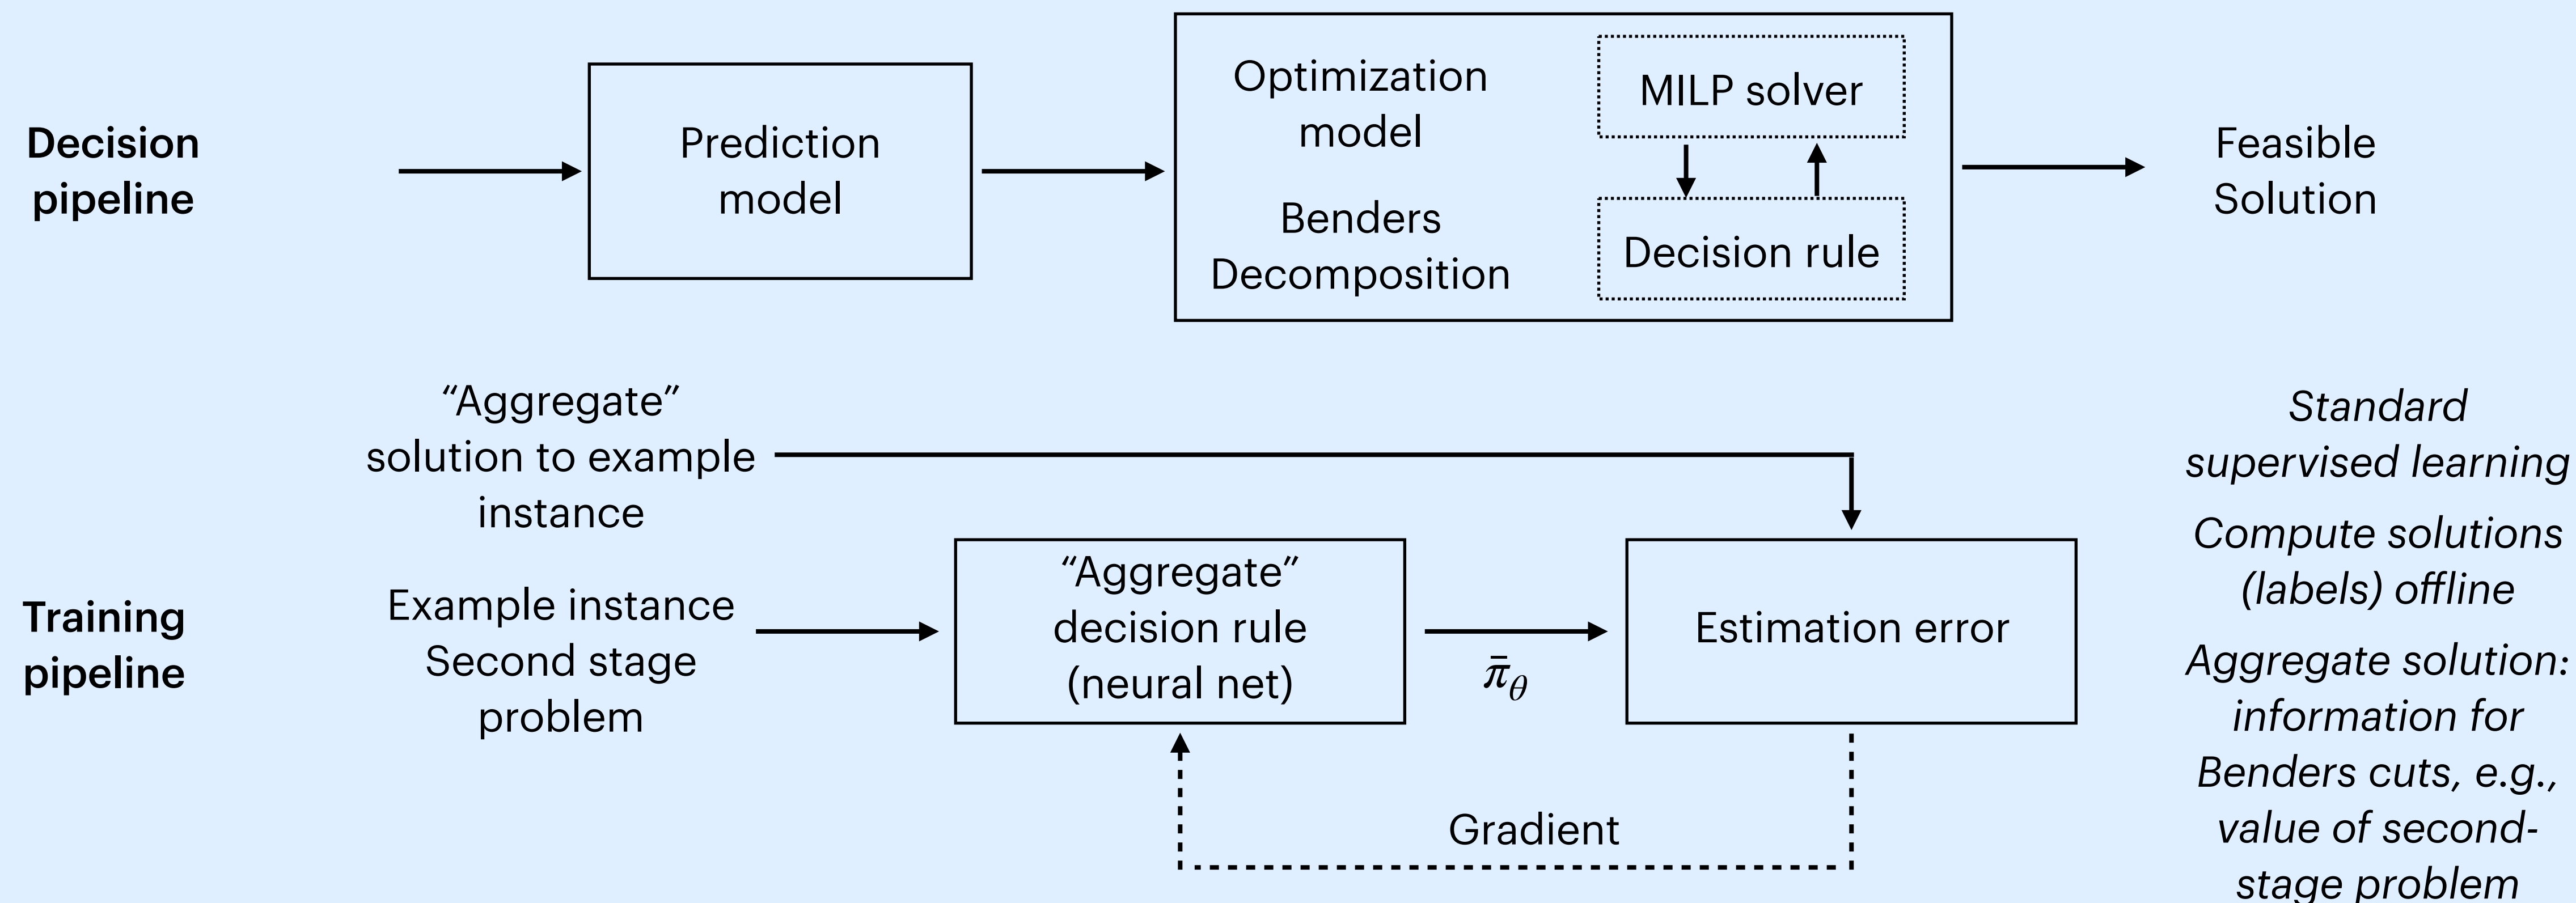 Decision
pipeline
Prediction
model
Optimization
model
Benders
Decomposition
MILP solver
Decision rule
Feasible
Solution
Training
pipeline
“Aggregate”
solution to example
instance
Example instance
Second stage
problem
“Aggregate”
decision rule
(neural net)
π̄_θ
Estimation error
Gradient
Standard
supervised learning
Compute solutions
(labels) offline
Aggregate solution:
information for
Benders cuts, e.g.,
value of second-
stage problem